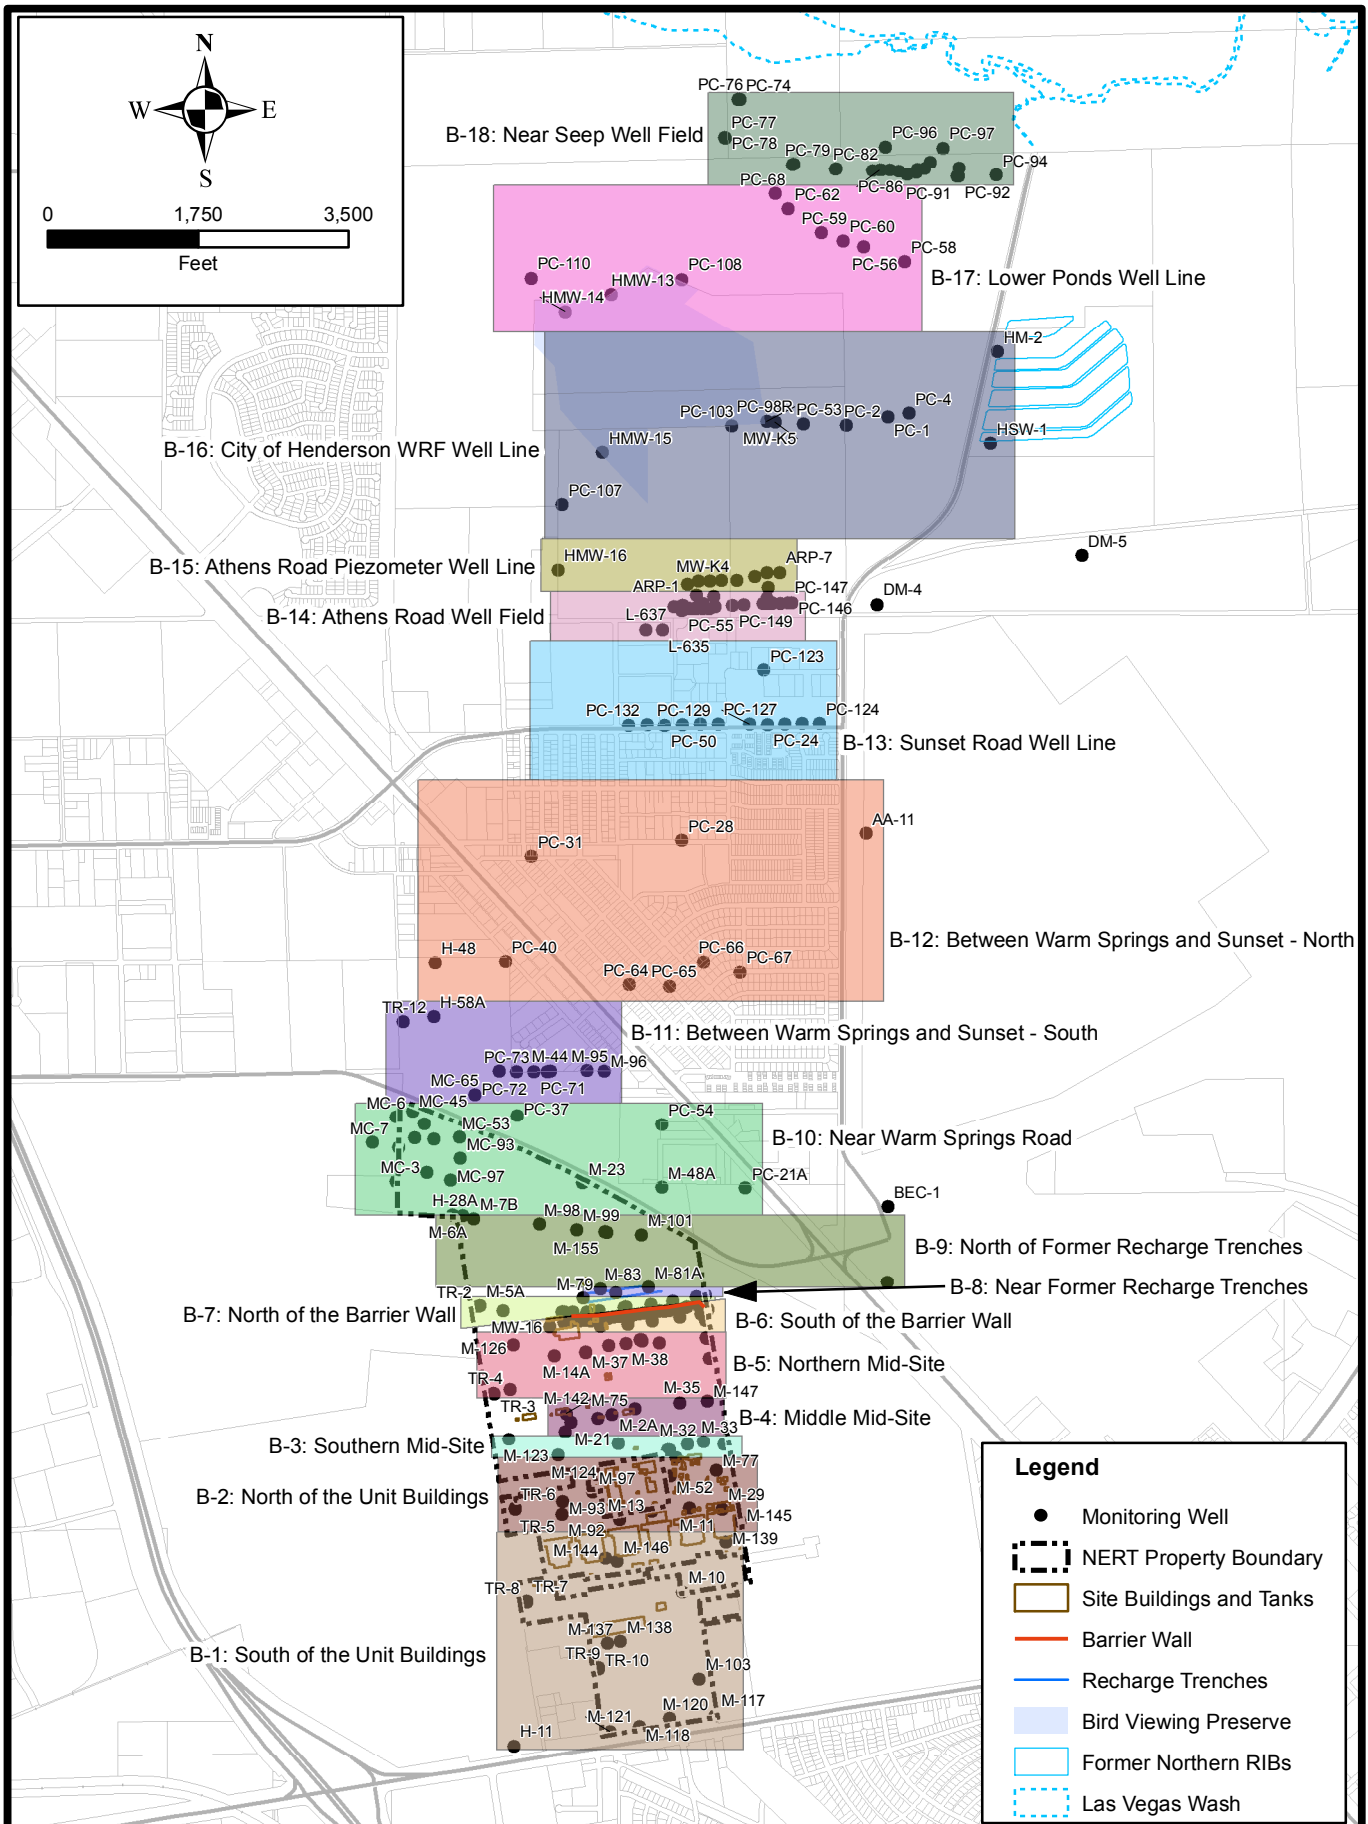 N
W
E
S
0
1,750
3,500
Feet
PC-76
PC-74
PC-77
PC-78
B-18: Near Seep Well Field
PC-96
PC-97
PC-79
PC-82
PC-94
PC-68
PC-86
PC-91
PC-92
PC-62
PC-59
PC-60
PC-58
PC-56
PC-110
HMW-13
PC-108
HMW-14
B-17: Lower Ponds Well Line
HM-2
PC-103
PC-98R
PC-53
PC-2
PC-4
PC-1
MW-K5
HSW-1
HMW-15
B-16: City of Henderson WRF Well Line
PC-107
DM-5
HMW-16
MW-K4
ARP-7
B-15: Athens Road Piezometer Well Line
ARP-1
PC-147
DM-4
PC-146
L-637
PC-55
PC-149
B-14: Athens Road Well Field
L-635
PC-123
PC-132
PC-129
PC-127
PC-124
PC-50
PC-24
B-13: Sunset Road Well Line
PC-28
AA-11
PC-31
B-12: Between Warm Springs and Sunset - North
H-48
PC-40
PC-66
PC-67
PC-64
PC-65
TR-12
H-58A
B-11: Between Warm Springs and Sunset - South
PC-73
M-44
M-95
M-96
MC-65
PC-72
PC-71
MC-6
MC-45
PC-37
PC-54
MC-7
MC-53
B-10: Near Warm Springs Road
MC-93
MC-3
MC-97
M-23
M-48A
PC-21A
BEC-1
H-28A
M-7B
M-6A
M-98
M-99
M-101
M-155
B-9: North of Former Recharge Trenches
M-79
M-83
M-81A
B-8: Near Former Recharge Trenches
TR-2
M-5A
B-7: North of the Barrier Wall
MW-16
B-6: South of the Barrier Wall
M-126
M-37
M-38
M-14A
B-5: Northern Mid-Site
TR-4
TR-3
M-142
M-75
M-35
M-147
M-2A
B-4: Middle Mid-Site
M-21
M-32
M-33
B-3: Southern Mid-Site
M-123
M-124
M-97
M-77
B-2: North of the Unit Buildings
TR-6
M-52
M-29
M-93
M-13
TR-5
M-92
M-11
M-145
M-139
M-144
M-146
TR-8
TR-7
M-10
M-137
M-138
B-1: South of the Unit Buildings
TR-9
TR-10
M-103
M-120
M-117
M-121
M-118
H-11
Legend
Monitoring Well
NERT Property Boundary
Site Buildings and Tanks
Barrier Wall
Recharge Trenches
Bird Viewing Preserve
Former Northern RIBs
Las Vegas Wash